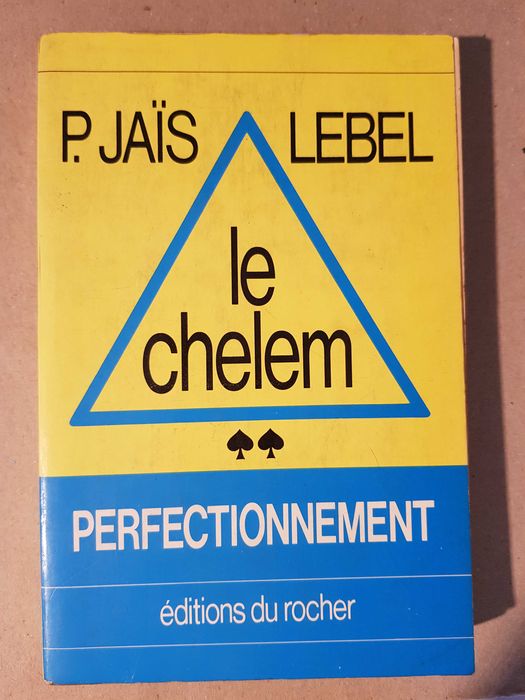 P. JAÏS LEBEL
le
chelem
PERFECTIONNEMENT
éditions du rocher